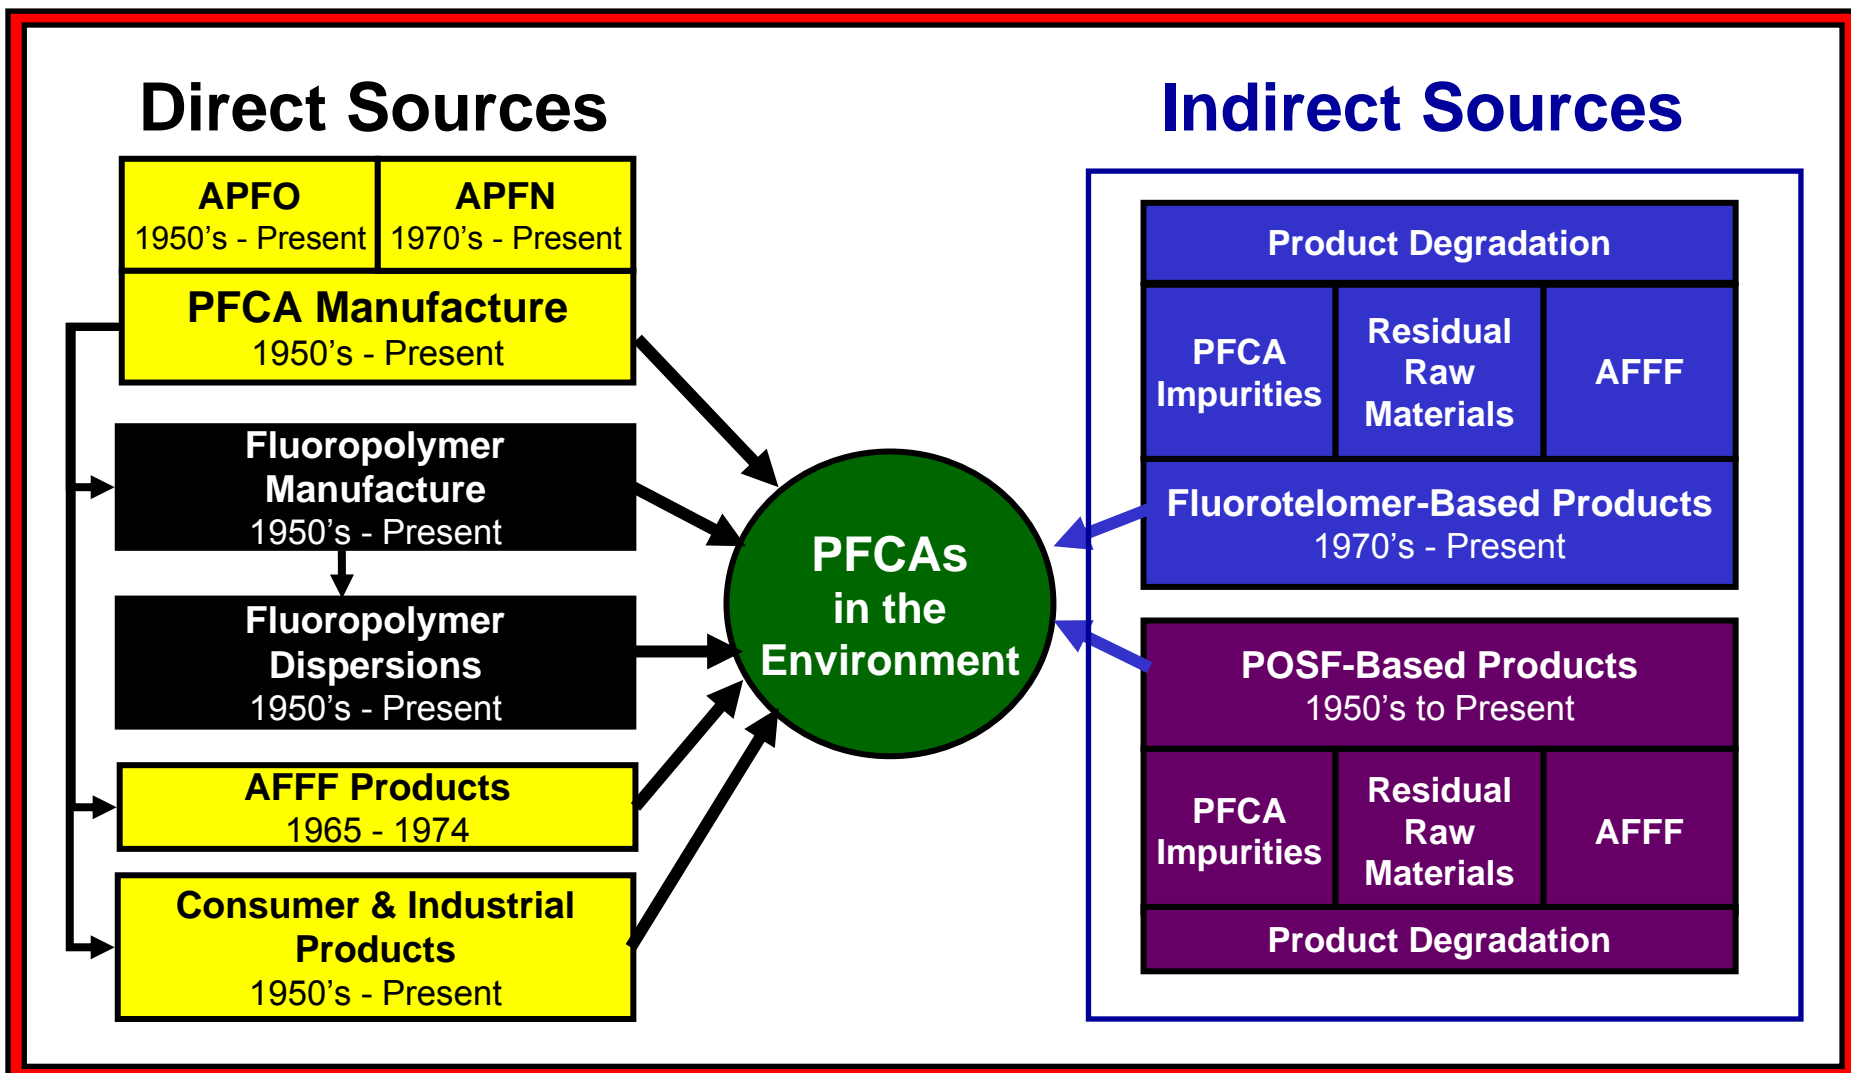 Direct Sources
APFO
1950's - Present
APFN
1970's - Present
PFCA Manufacture
1950's - Present
Fluoropolymer
Manufacture
1950's - Present
Fluoropolymer
Dispersions
1950's - Present
AFFF Products
1965 - 1974
Consumer & Industrial
Products
1950's - Present
PFCAs
in the
Environment
Indirect Sources
Product Degradation
PFCA
Impurities
Residual
Raw
Materials
AFFF
Fluorotelomer-Based Products
1970's - Present
POSF-Based Products
1950's to Present
PFCA
Impurities
Residual
Raw
Materials
AFFF
Product Degradation